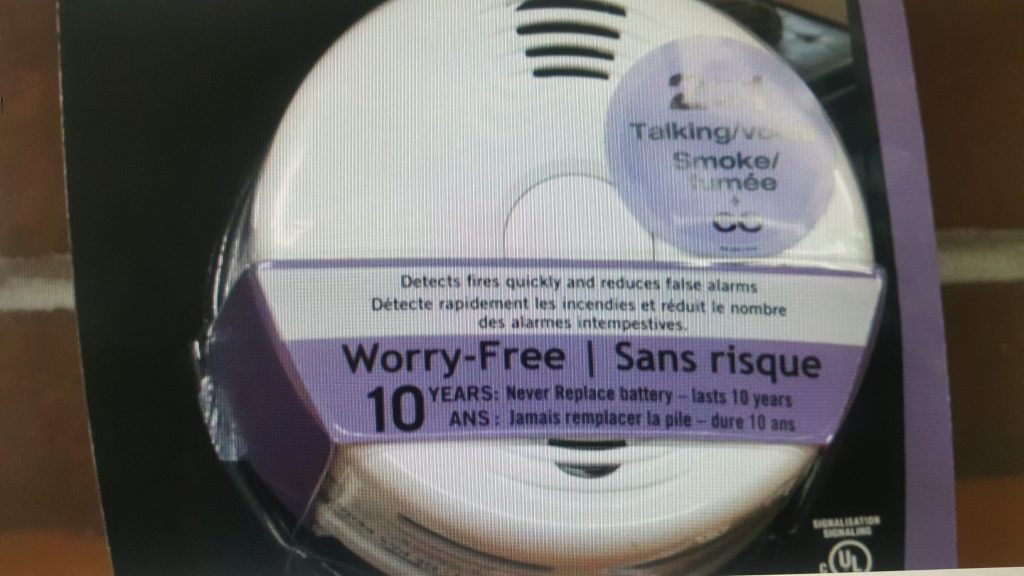 Talking/
Smoke/
fumée
+
CO
Detects fires quickly and reduces false alarms
Détecte rapidement les incendies et réduit le nombre
des alarmes intempestives.
Worry-Free | Sans risque
10 YEARS: Never Replace battery – lasts 10 years
ANS : Jamais remplacer la pile – dure 10 ans
SIGNALISATION
SIGNALING
C UL